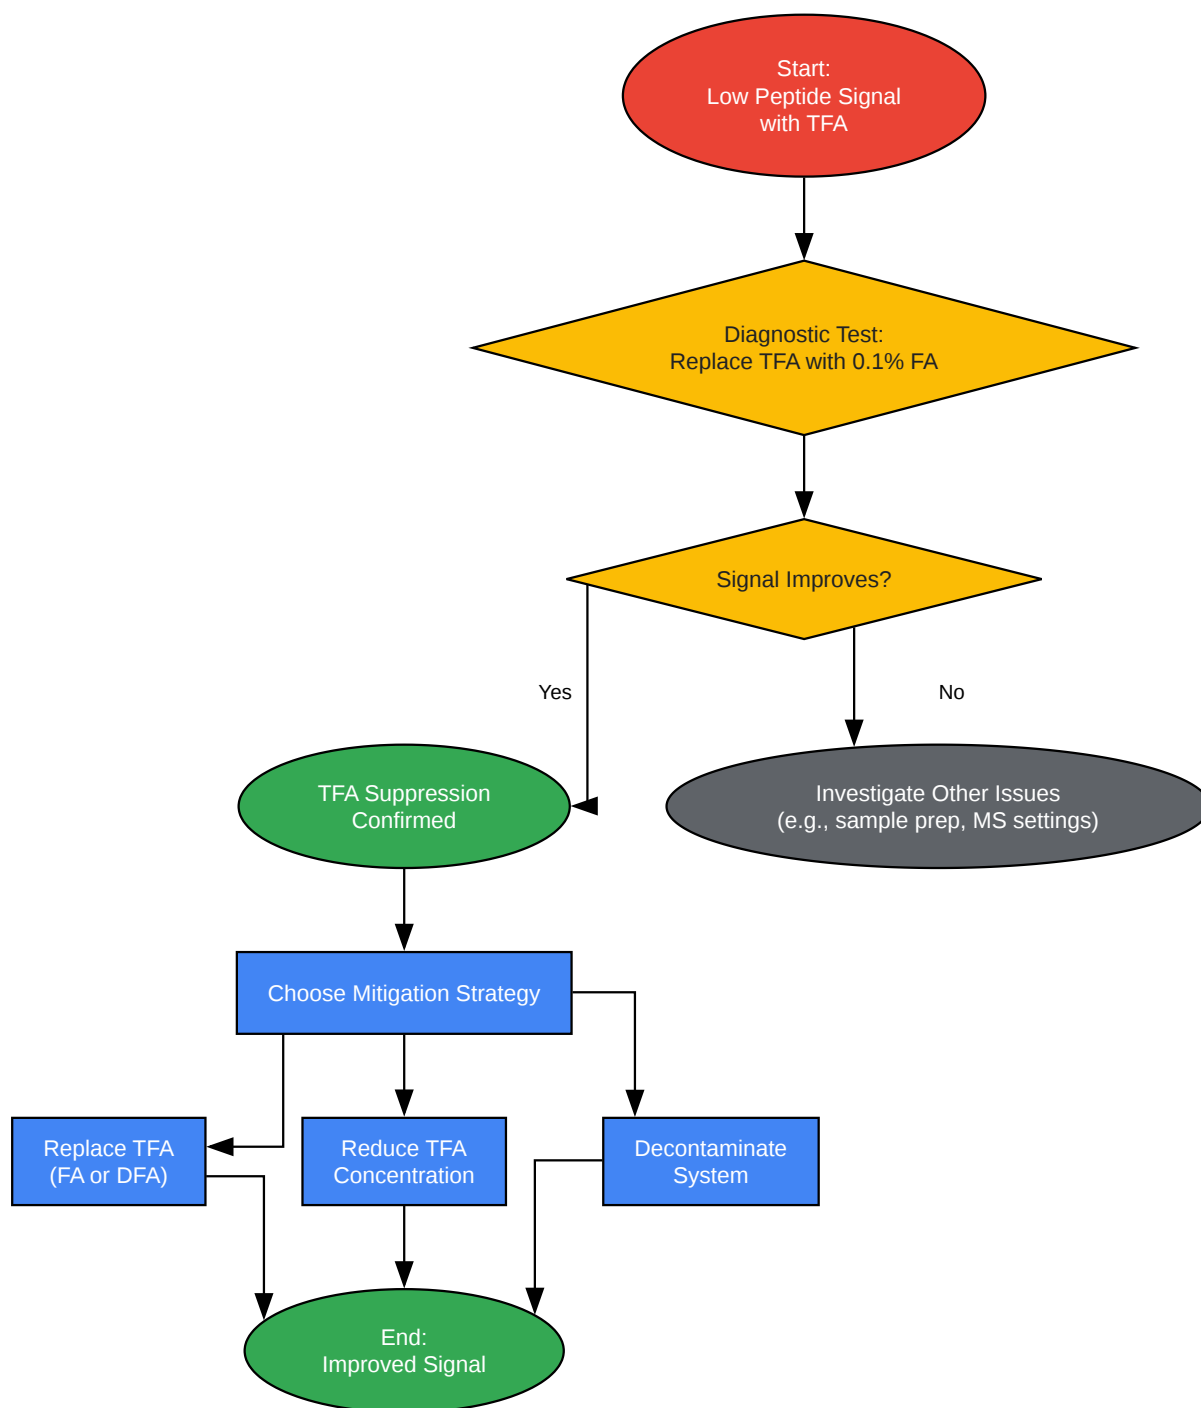 Start:
Low Peptide Signal
with TFA
Diagnostic Test:
Replace TFA with 0.1% FA
Signal Improves?
Yes
No
TFA Suppression
Confirmed
Investigate Other Issues
(e.g., sample prep, MS settings)
Choose Mitigation Strategy
Replace TFA
(FA or DFA)
Reduce TFA
Concentration
Decontaminate
System
End:
Improved Signal